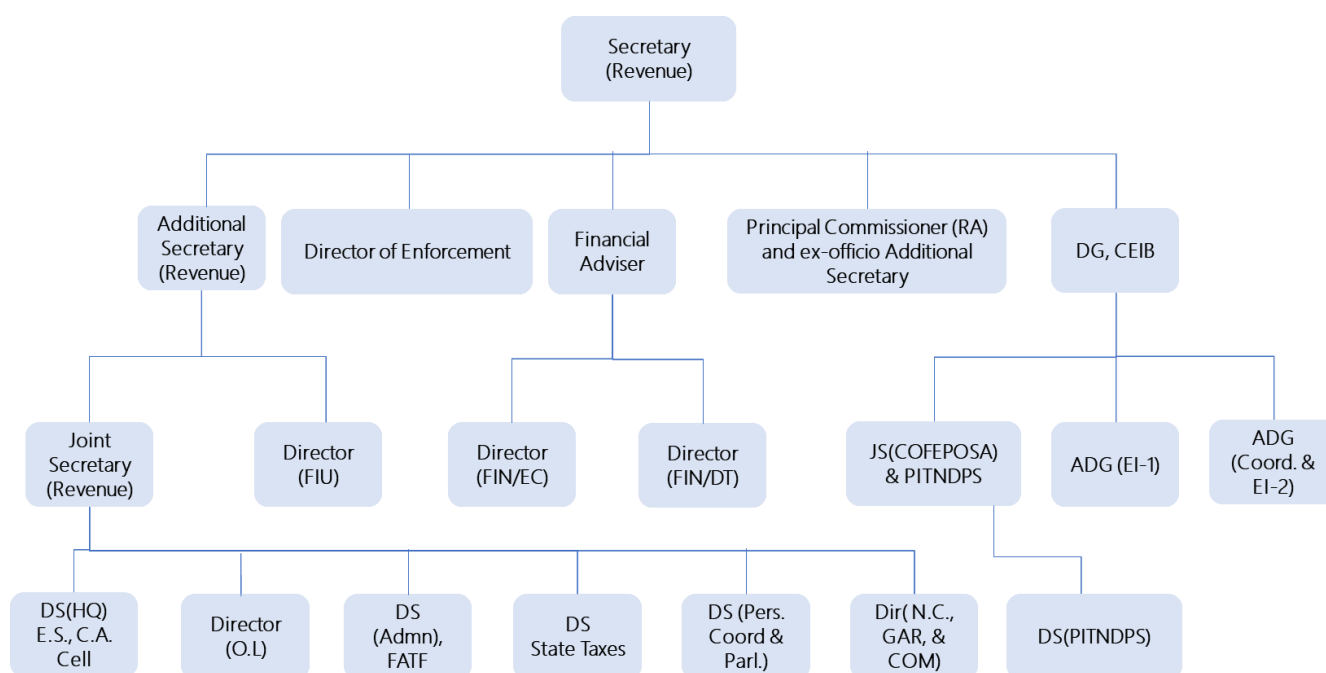 Secretary
(Revenue)
Additional
Secretary
(Revenue)
Director of Enforcement
Financial
Adviser
Principal Commissioner (RA)
and ex-officio Additional
Secretary
DG, CEIB
Joint
Secretary
(Revenue)
Director
(FIU)
Director
(FIN/EC)
Director
(FIN/DT)
JS(COFEPOSA)
& PITNDPS
ADG (EI-1)
ADG
(Coord. &
EI-2)
DS(HQ)
E.S., C.A.
Cell
Director
(O.L)
DS
(Admn),
FATF
DS
State Taxes
DS (Pers.
Coord &
Parl.)
Dir( N.C.,
GAR, &
COM)
DS(PITNDPS)